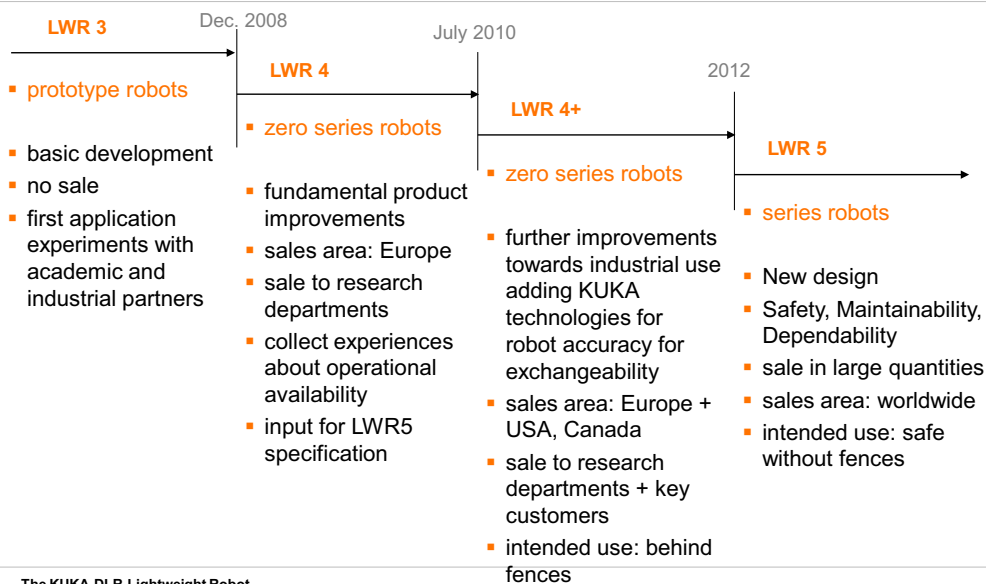 LWR 3
Dec. 2008
▪ prototype robots
▪ basic development
▪ no sale
▪ first application
experiments with
academic and
industrial partners
LWR 4
July 2010
▪ zero series robots
▪ fundamental product
improvements
▪ sales area: Europe
▪ sale to research
departments
▪ collect experiences
about operational
availability
▪ input for LWR5
specification
LWR 4+
2012
▪ zero series robots
▪ further improvements
towards industrial use
adding KUKA
technologies for
robot accuracy for
exchangeability
▪ sales area: Europe +
USA, Canada
▪ sale to research
departments + key
customers
▪ intended use: behind
fences
LWR 5
▪ series robots
▪ New design
▪ Safety, Maintainability,
Dependability
▪ sale in large quantities
▪ sales area: worldwide
▪ intended use: safe
without fences
The KUKA-DLR Lightweight Robot